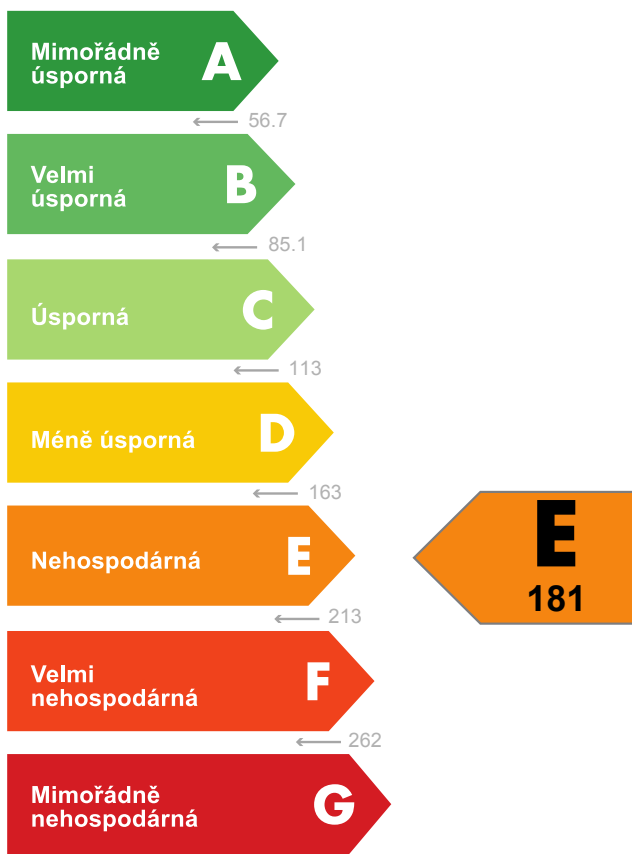 Mimořádně
úsporná
A
← 56.7
Velmi
úsporná
B
← 85.1
Úsporná
C
← 113
Méně úsporná
D
← 163
Nehospodárná
E
E
181
← 213
Velmi
nehospodárná
F
← 262
Mimořádně
nehospodárná
G